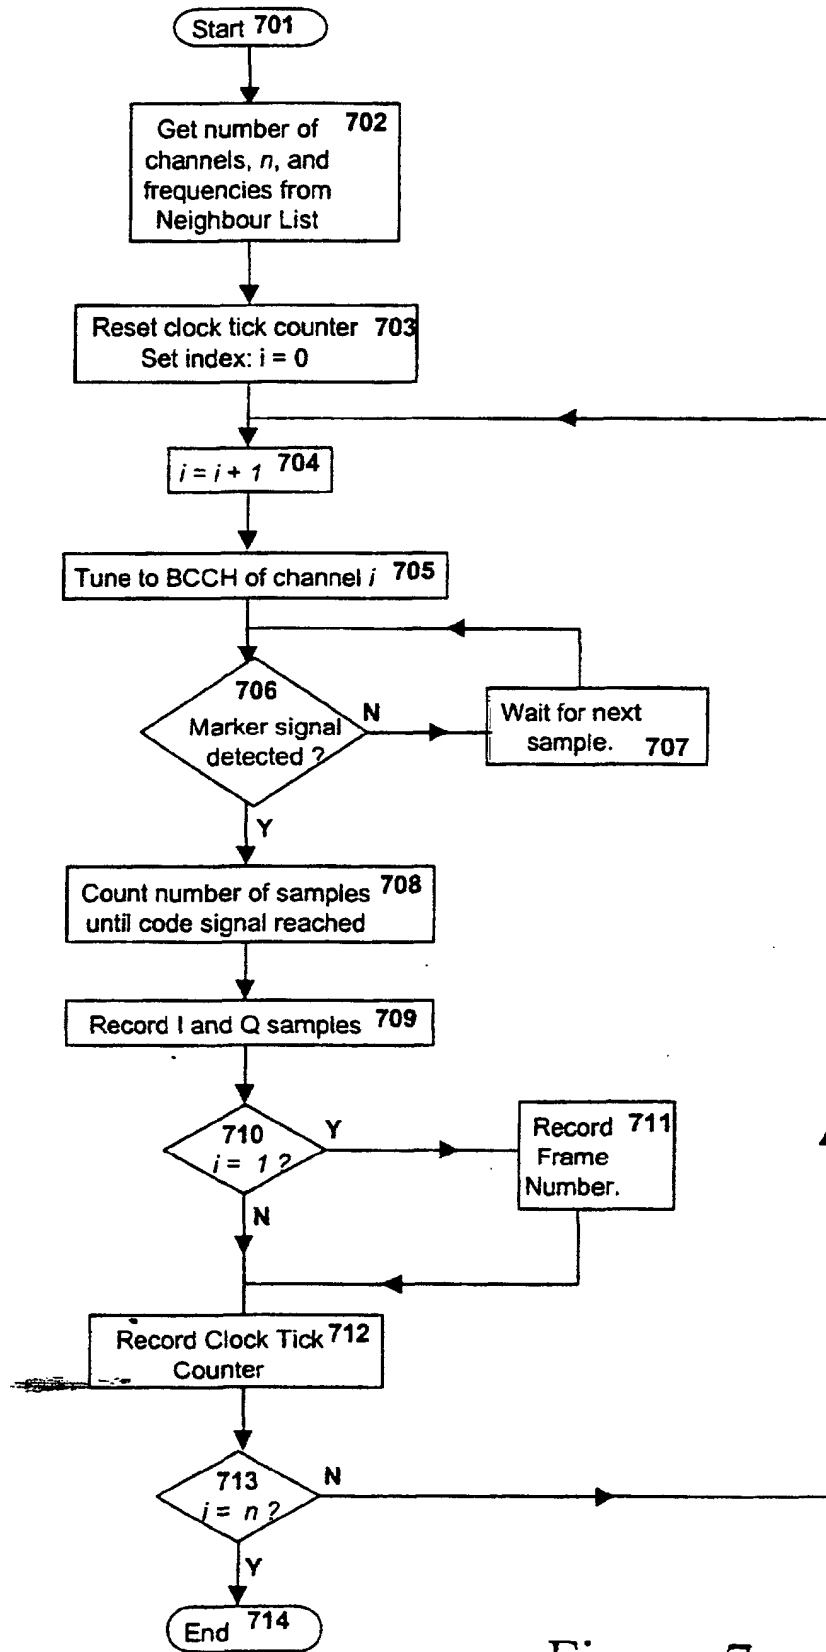 Start 701
Get number of 702
channels, n, and
frequencies from
Neighbour List
Reset clock tick counter 703
Set index: i = 0
i = i + 1 704
Tune to BCCH of channel i 705
706
Marker signal
detected ?
N
Wait for next
sample. 707
Y
Count number of samples 708
until code signal reached
Record I and Q samples 709
710
i = 1 ?
Y
Record 711
Frame
Number.
N
Record Clock Tick 712
Counter
713
i = n ?
N
Y
End 714